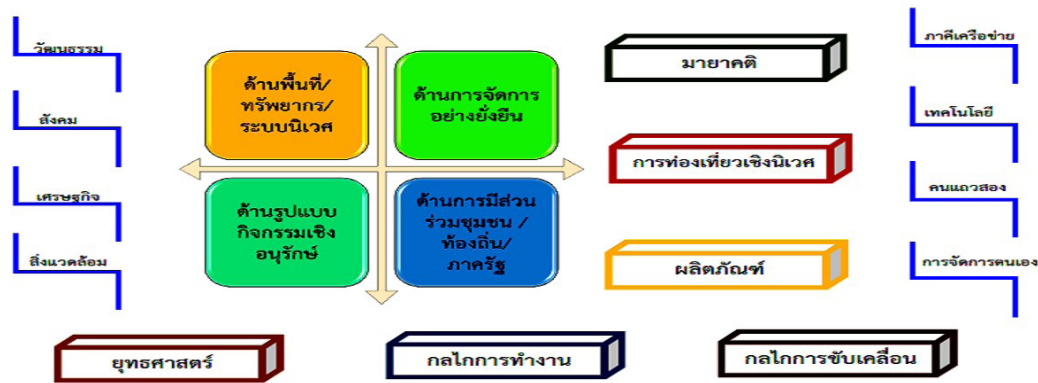 วัฒนธรรม
สังคม
เศรษฐกิจ
สิ่งแวดล้อม
ด้านพื้นที่/
ทรัพยากร/
ระบบนิเวศ
ด้านการจัดการ
อย่างยั่งยืน
ด้านรูปแบบ
กิจกรรมเชิง
อนุรักษ์
ด้านการมีส่วน
ร่วมชุมชน /
ท้องถิ่น/
ภาครัฐ
มายาคติ
การท่องเที่ยวเชิงนิเวศ
ผลิตภัณฑ์
ภาคีเครือข่าย
เทคโนโลยี
คนแถวสอง
การจัดการตนเอง
ยุทธศาสตร์
กลไกการทำงาน
กลไกการขับเคลื่อน